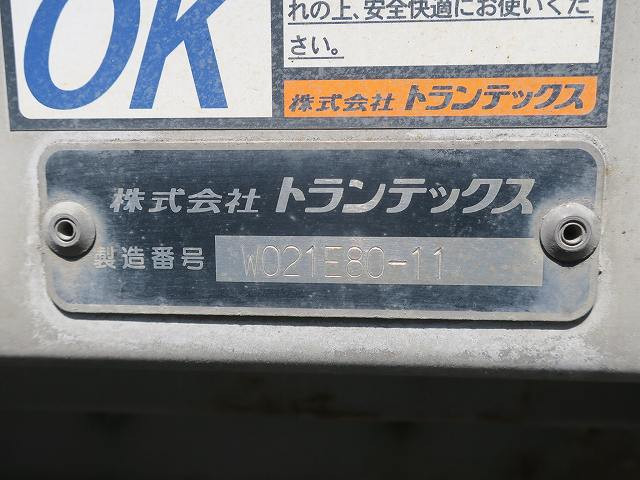 れの上、安全快適にお使いくだ
さい。
OK
株式会社 トランテックス
株式会社 トランテックス
製造番号 W021E80-11